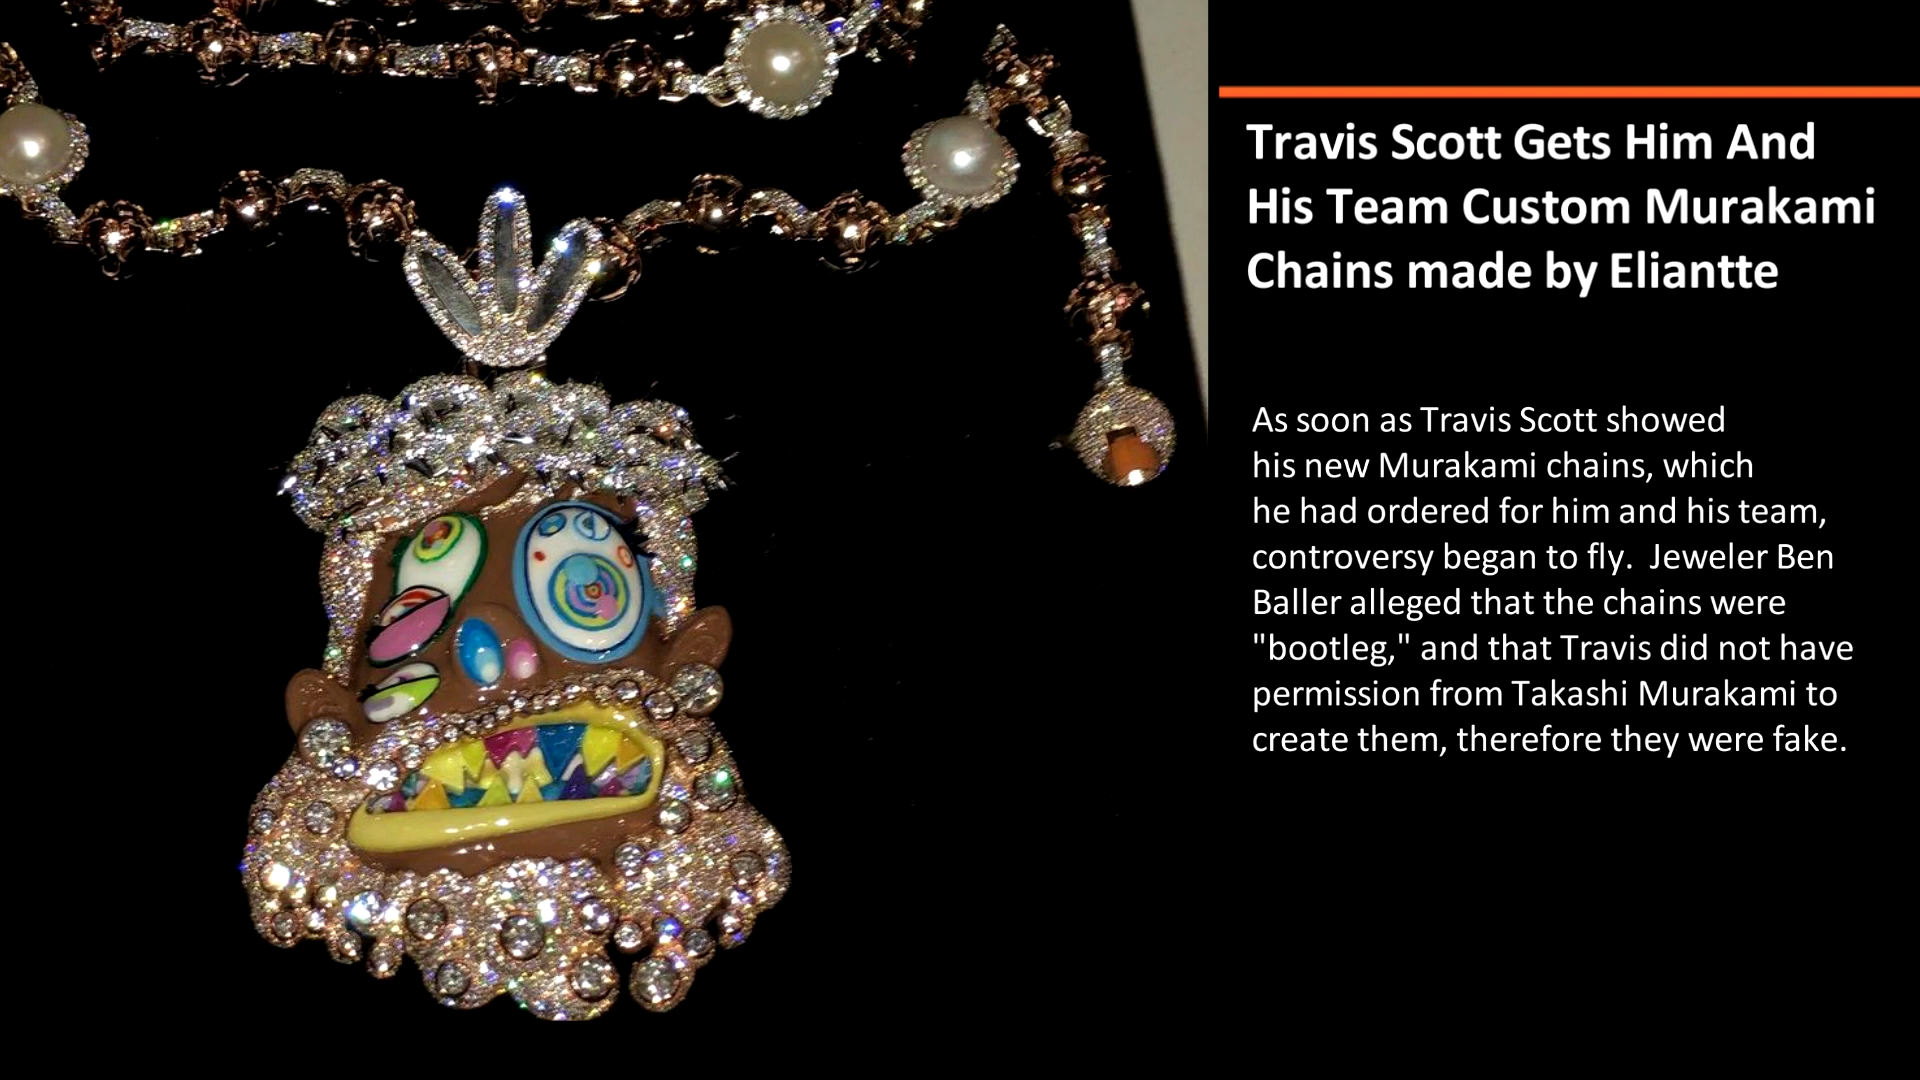 Travis Scott Gets Him And
His Team Custom Murakami
Chains made by Eliantte
As soon as Travis Scott showed
his new Murakami chains, which
he had ordered for him and his team,
controversy began to fly.  Jeweler Ben
Baller alleged that the chains were
"bootleg," and that Travis did not have
permission from Takashi Murakami to
create them, therefore they were fake.